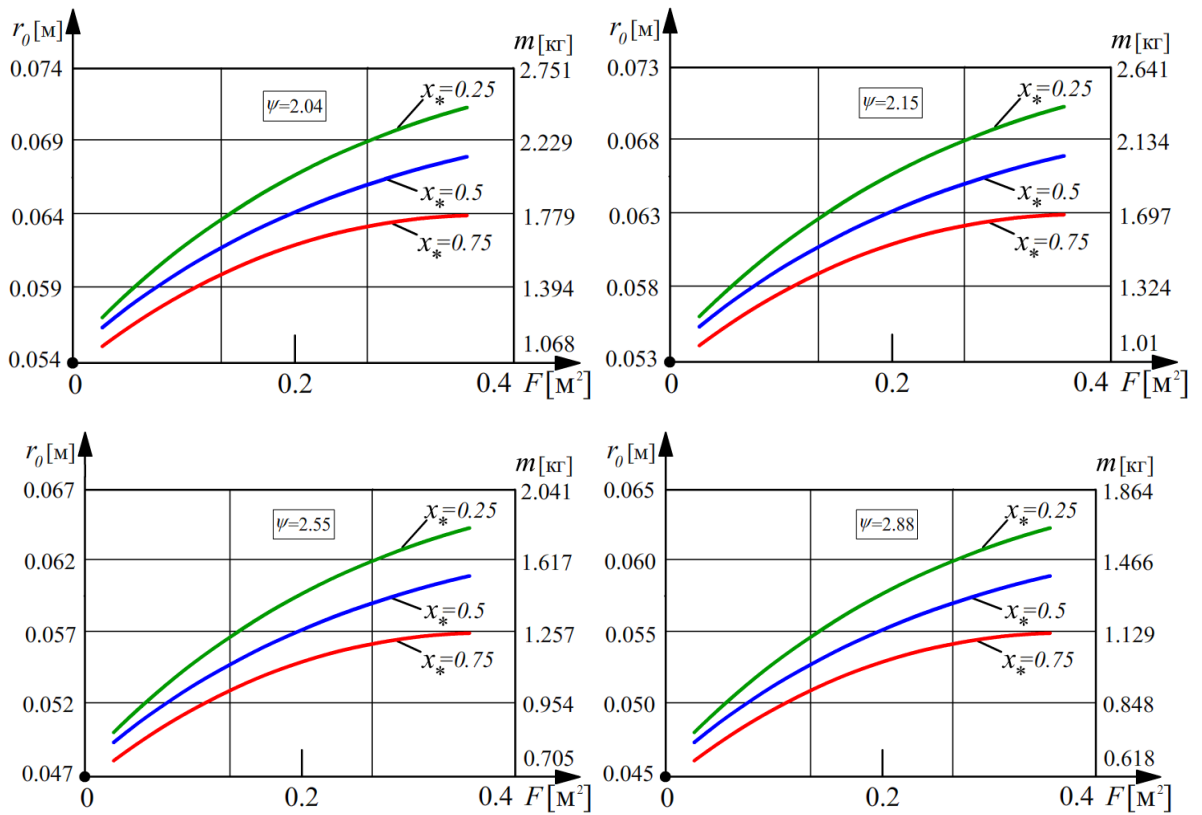 r₀[м] m[кг]
0.074 2.751
x*=0.25
ψ=2.04
0.069 2.229
x*=0.5
0.064 1.779
x*=0.75
0.059 1.394
0.054 1.068
0 0.2 0.4 F[м²]
r₀[м] m[кг]
0.073 2.641
x*=0.25
ψ=2.15
0.068 2.134
x*=0.5
0.063 1.697
x*=0.75
0.058 1.324
0.053 1.01
0 0.2 0.4 F[м²]
r₀[м] m[кг]
0.067 2.041
x*=0.25
ψ=2.55
0.062 1.617
x*=0.5
0.057 1.257
x*=0.75
0.052 0.954
0.047 0.705
0 0.2 0.4 F[м²]
r₀[м] m[кг]
0.065 1.864
x*=0.25
ψ=2.88
0.060 1.466
x*=0.5
0.055 1.129
x*=0.75
0.050 0.848
0.045 0.618
0 0.2 0.4 F[м²]